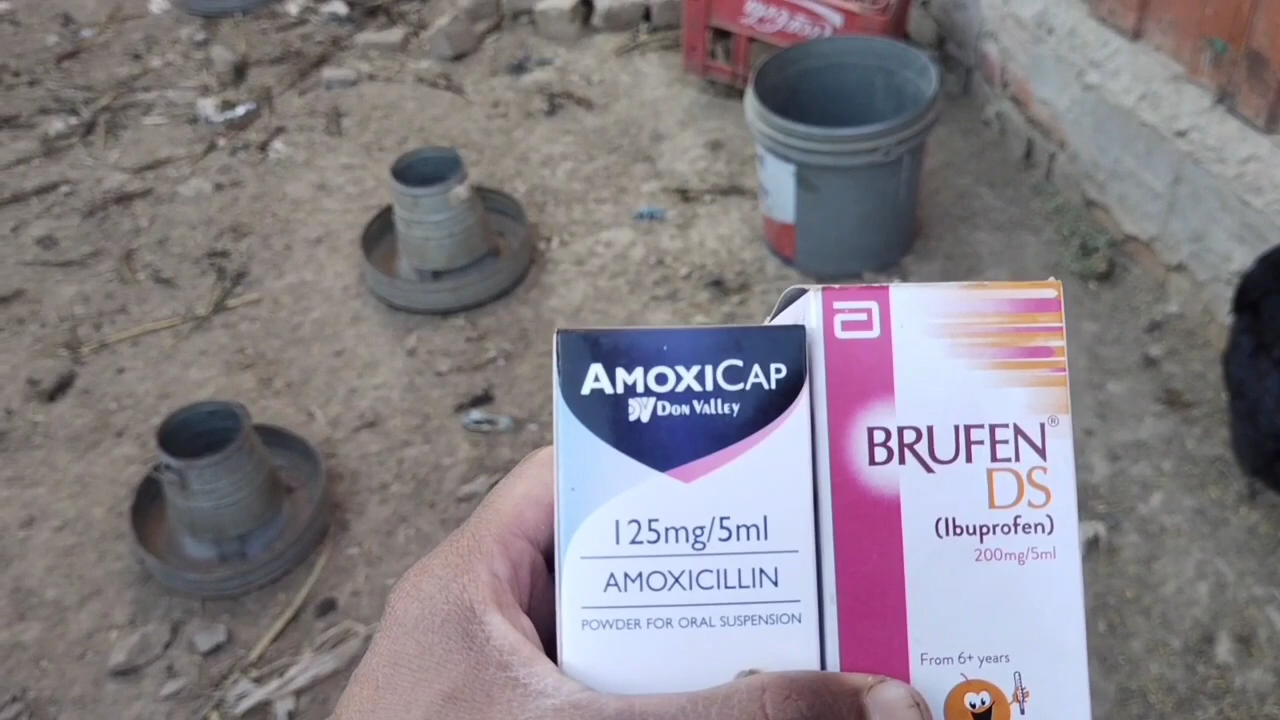 AMOXICAP
DON VALLEY
125mg/5ml
AMOXICILLIN
POWDER FOR ORAL SUSPENSION
BRUFEN®
DS
(Ibuprofen)
200mg/5ml
From 6+ years